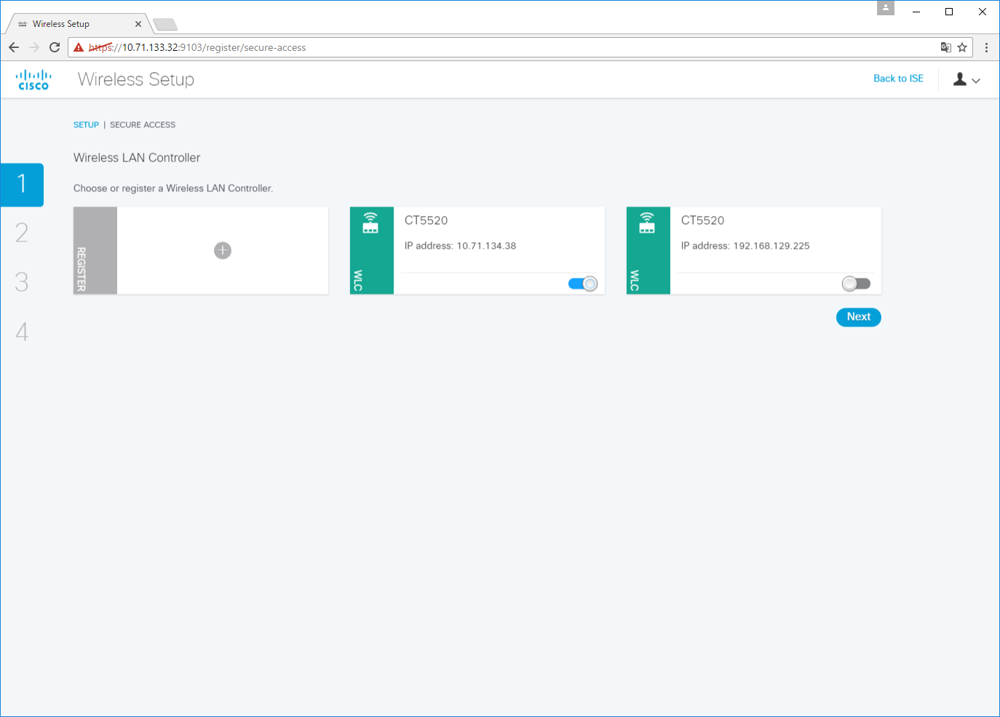 Wireless Setup
https://10.71.133.32:9103/register/secure-access
CISCO
Wireless Setup
Back to ISE
SETUP | SECURE ACCESS
Wireless LAN Controller
1
Choose or register a Wireless LAN Controller.
REGISTER
WLC
CT5520
IP address: 10.71.134.38
WLC
CT5520
IP address: 192.168.129.225
2
3
Next
4